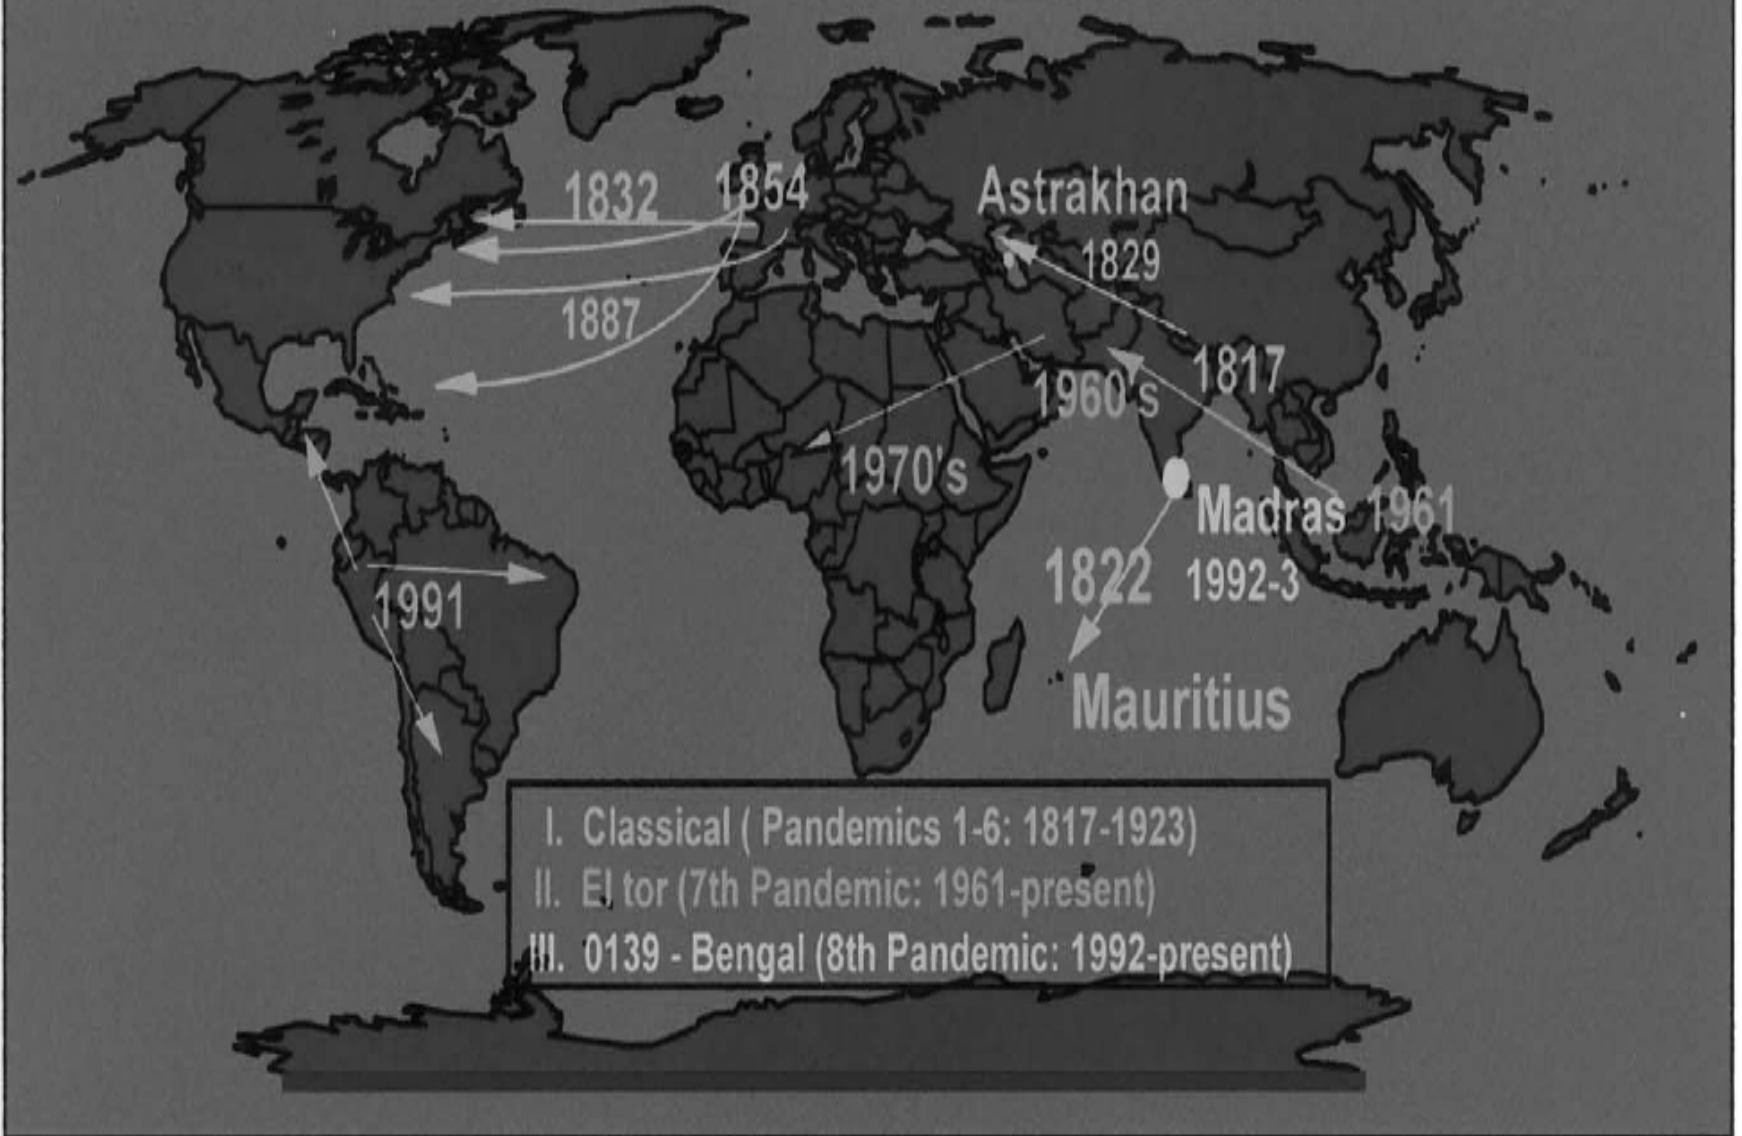 1832
1854
Astrakhan
1829
1887
1817
1960's
1970's
Madras
1961
1822
1992-3
1991
Mauritius
I. Classical ( Pandemics 1-6: 1817-1923)
II. El tor (7th Pandemic: 1961-present)
III. 0139 - Bengal (8th Pandemic: 1992-present)